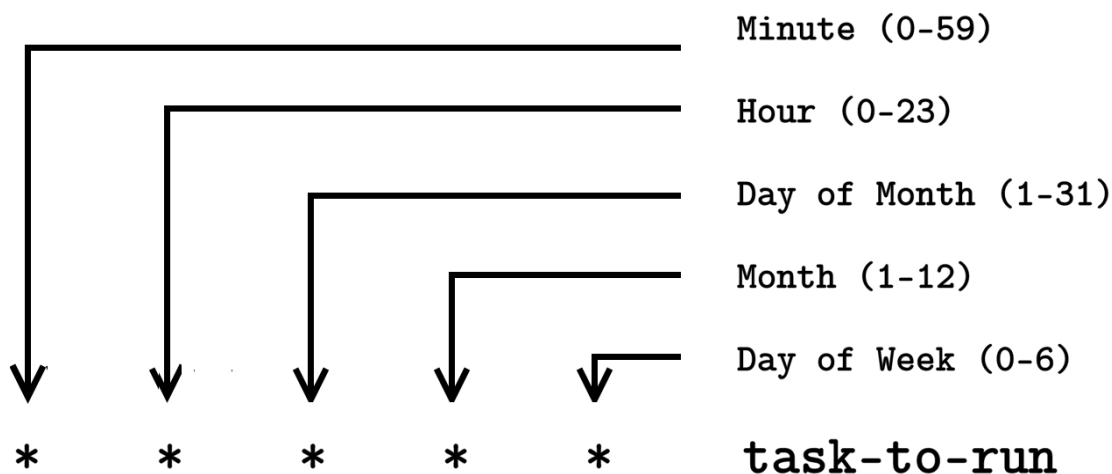 Minute (0-59)
Hour (0-23)
Day of Month (1-31)
Month (1-12)
Day of Week (0-6)
* * * * * task-to-run